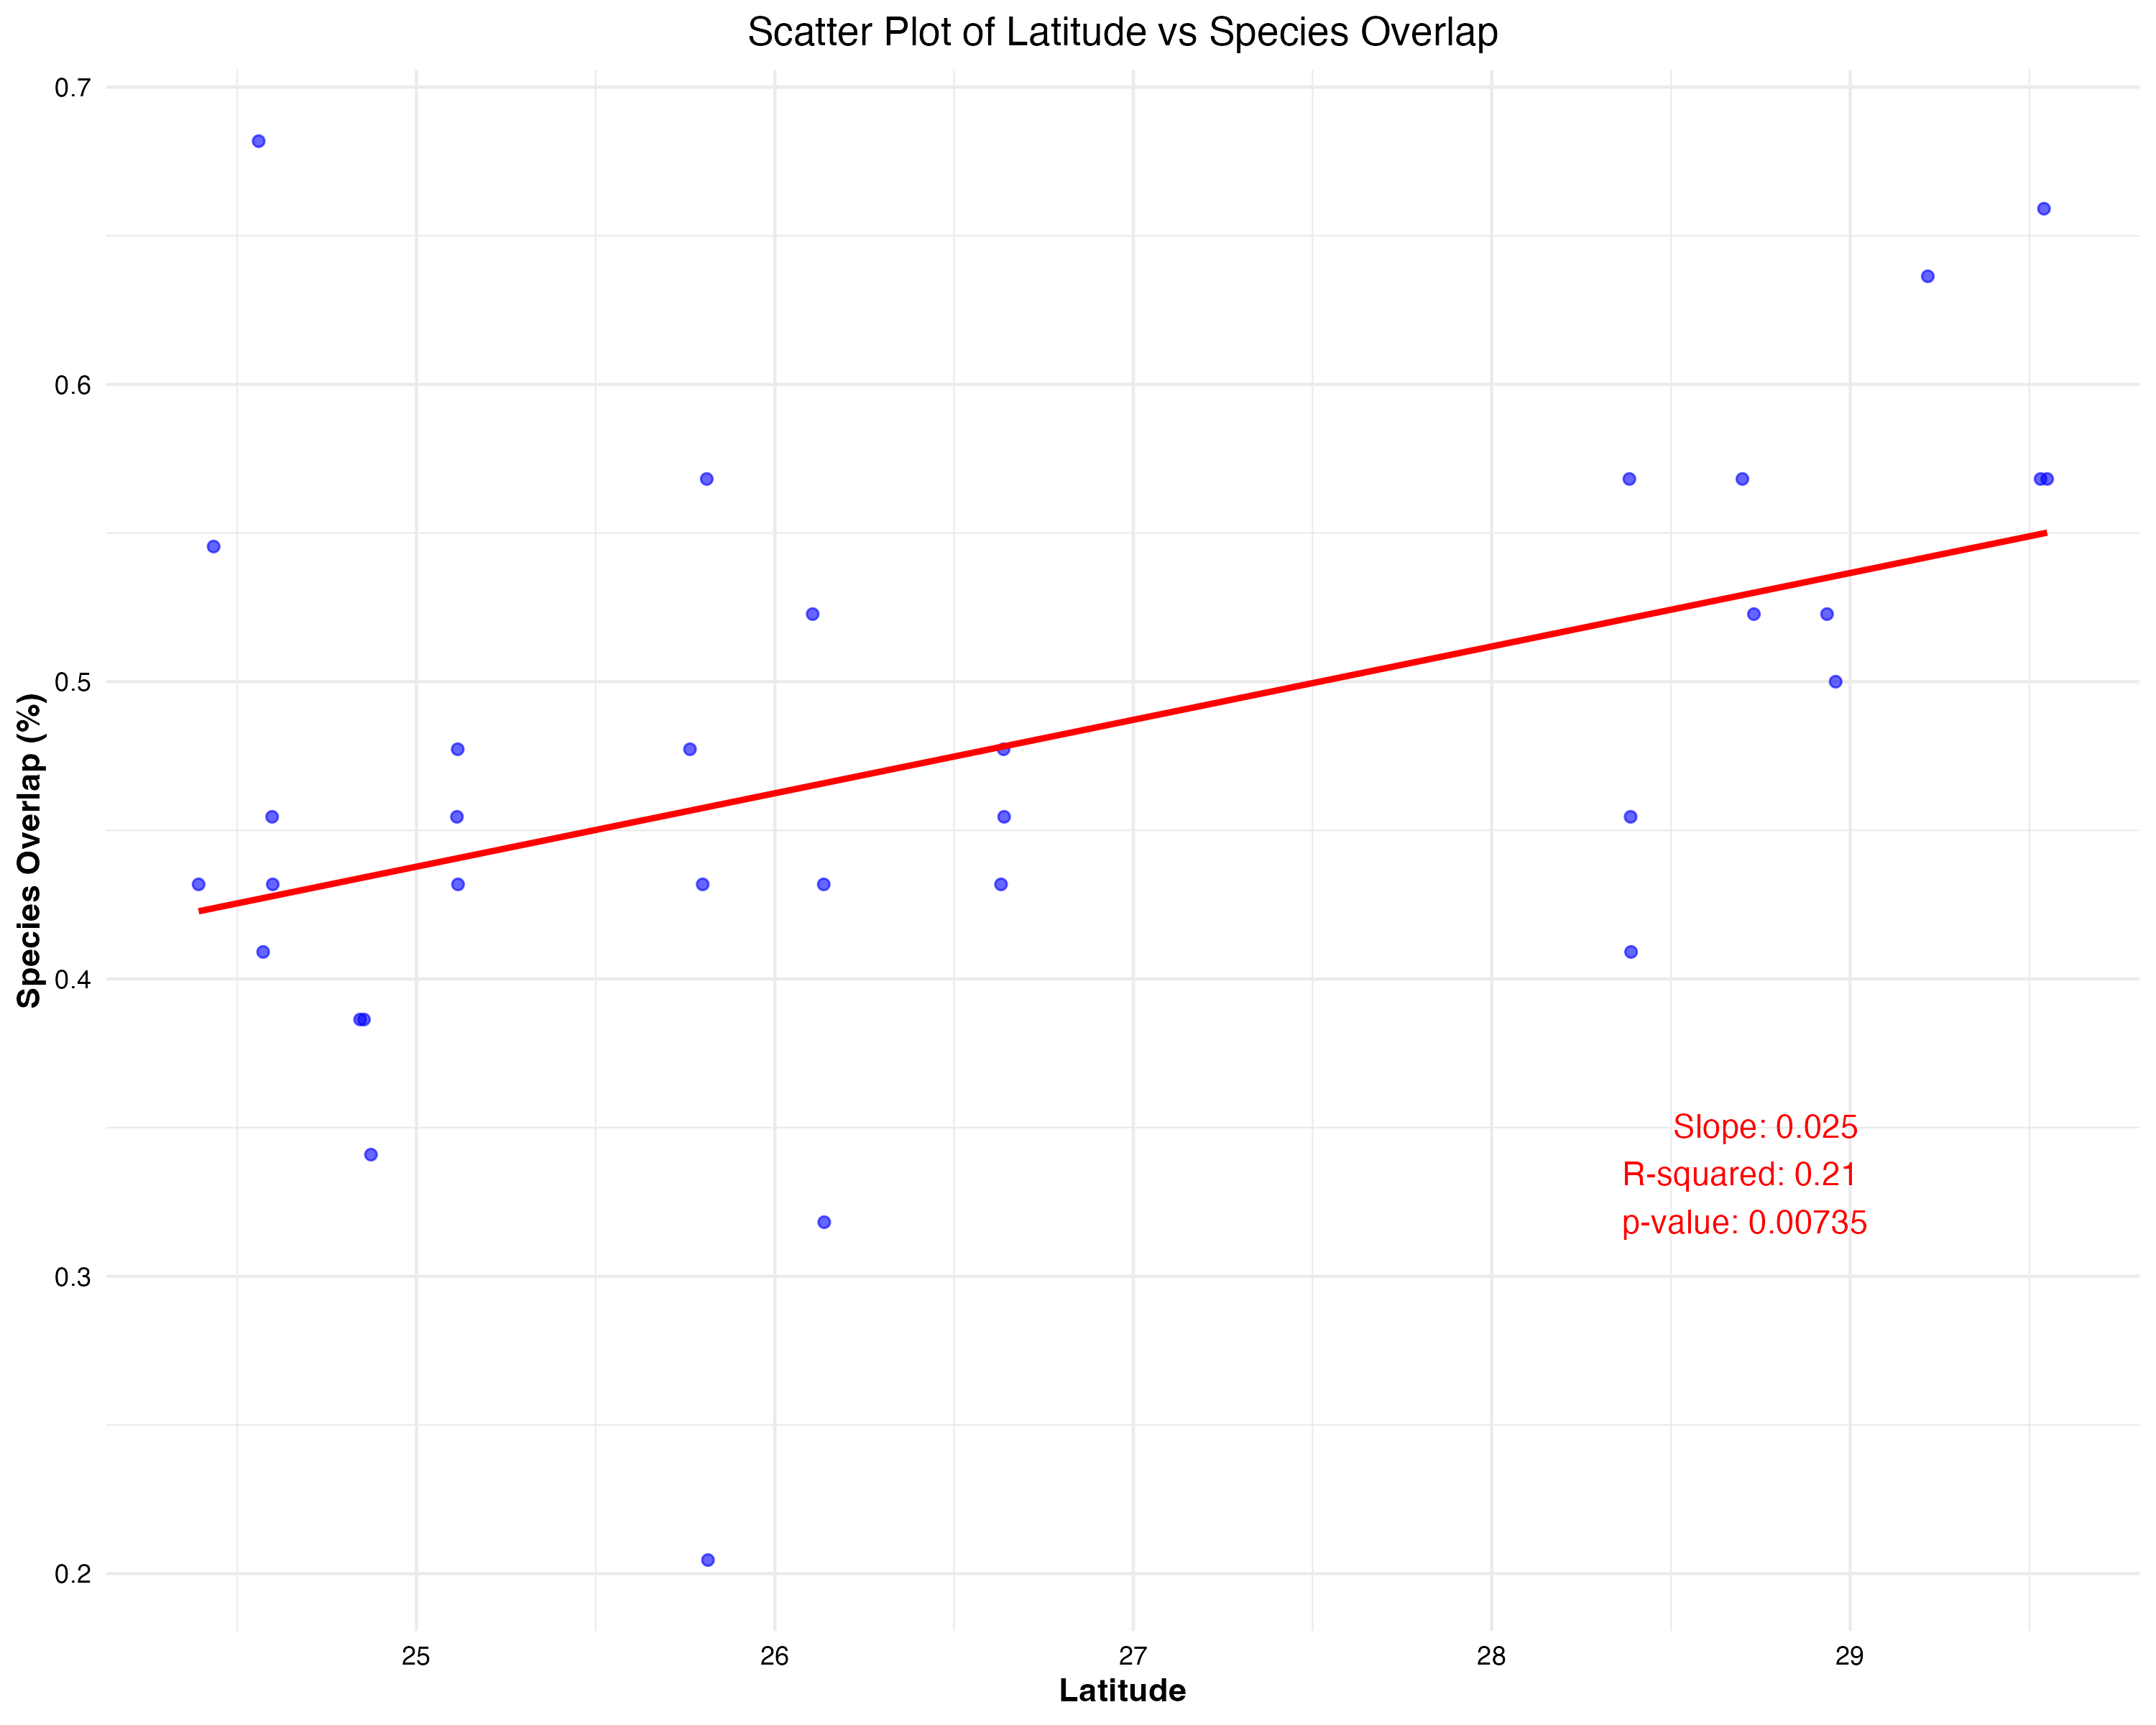 Scatter Plot of Latitude vs Species Overlap
Species Overlap (%)
0.7
0.6
0.5
0.4
0.3
0.2
Slope: 0.025
R-squared: 0.21
p-value: 0.00735
25 26 27 28 29
Latitude